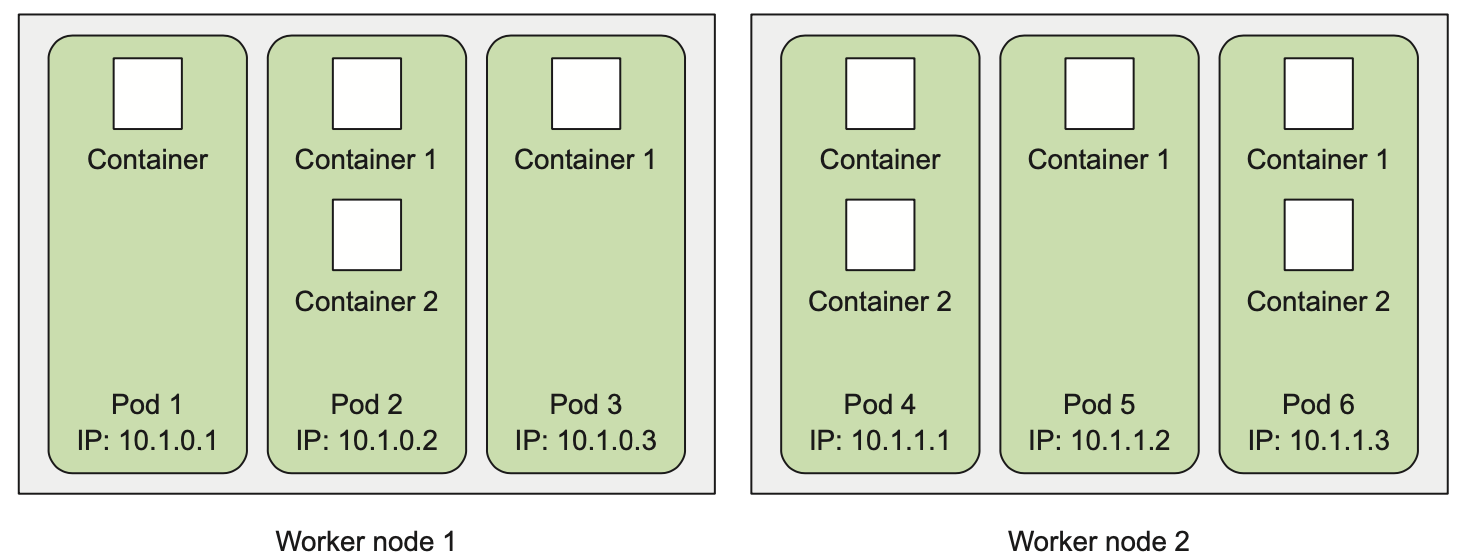 Container
Container 2
Pod 1
IP: 10.1.0.1
Container 1
Container 2
Pod 2
IP: 10.1.0.2
Container 1
Pod 3
IP: 10.1.0.3
Worker node 1
Container
Container 2
Pod 4
IP: 10.1.1.1
Container 1
Pod 5
IP: 10.1.1.2
Container 1
Container 2
Pod 6
IP: 10.1.1.3
Worker node 2